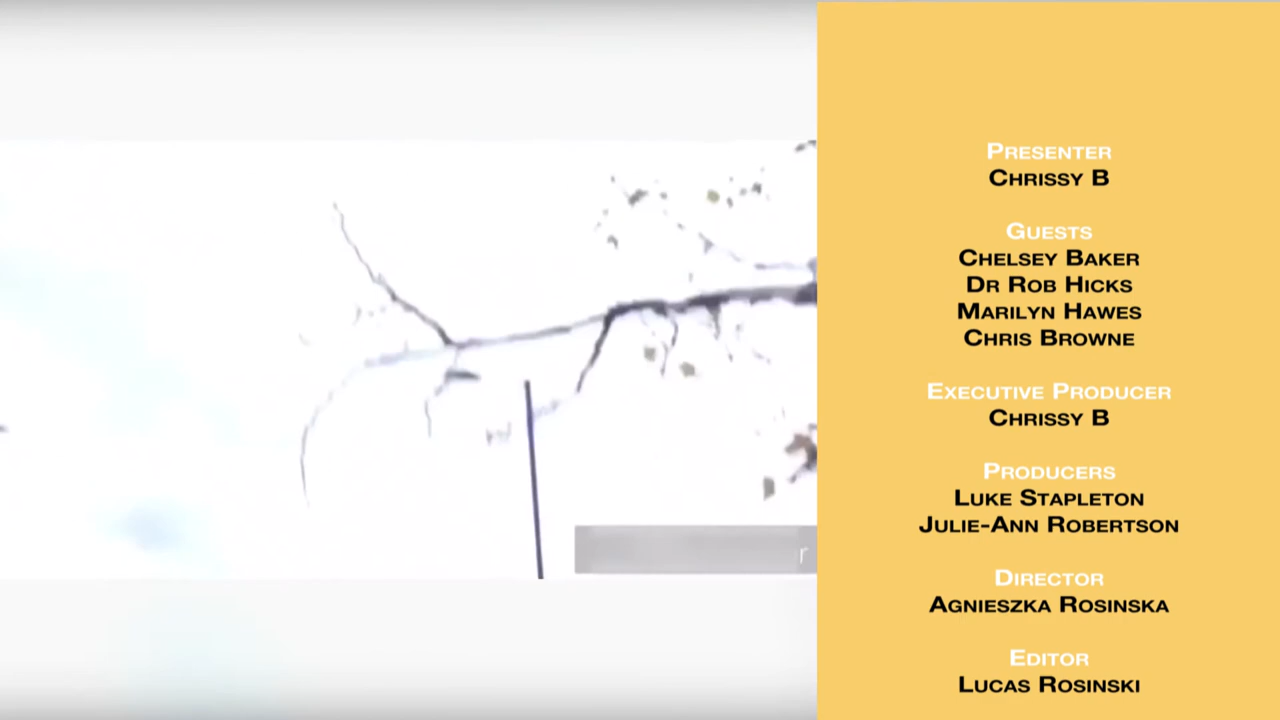 Presenter
Chrissy B
Guests
Chelsey Baker
Dr Rob Hicks
Marilyn Hawes
Chris Browne
Executive Producer
Chrissy B
Producers
Luke Stapleton
Julie-Ann Robertson
Director
Agnieszka Rosinska
Editor
Lucas Rosinski
r